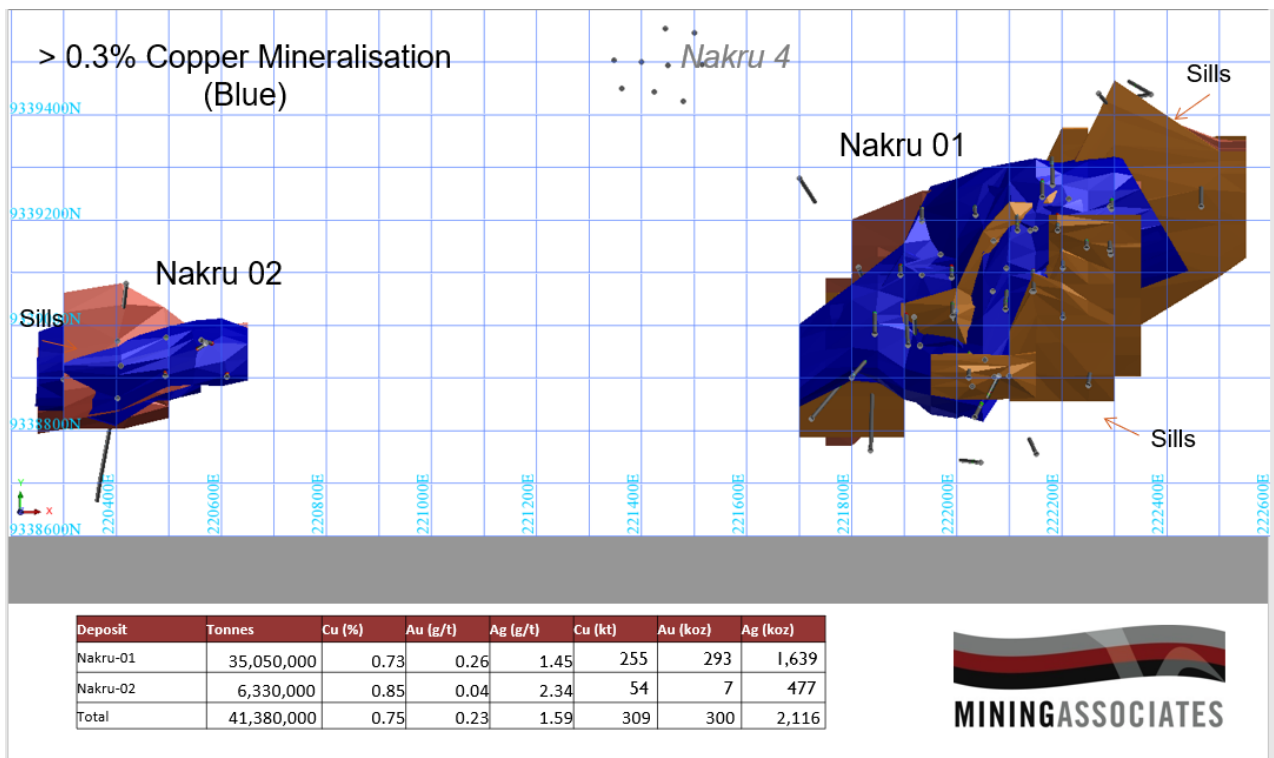 > 0.3% Copper Mineralisation
(Blue)
Nakru 4
Sills
9339400N
Nakru 01
9339200N
Nakru 02
Sills
9338800N
Sills
Y
X
9338600N
220400E
220600E
220800E
221000E
221200E
221400E
221600E
221800E
222000E
222200E
222400E
222600E
Deposit Tonnes Cu (%) Au (g/t) Ag (g/t) Cu (kt) Au (koz) Ag (koz)
Nakru-01 35,050,000 0.73 0.26 1.45 255 293 1,639
Nakru-02 6,330,000 0.85 0.04 2.34 54 7 477
Total 41,380,000 0.75 0.23 1.59 309 300 2,116
MININGASSOCIATES